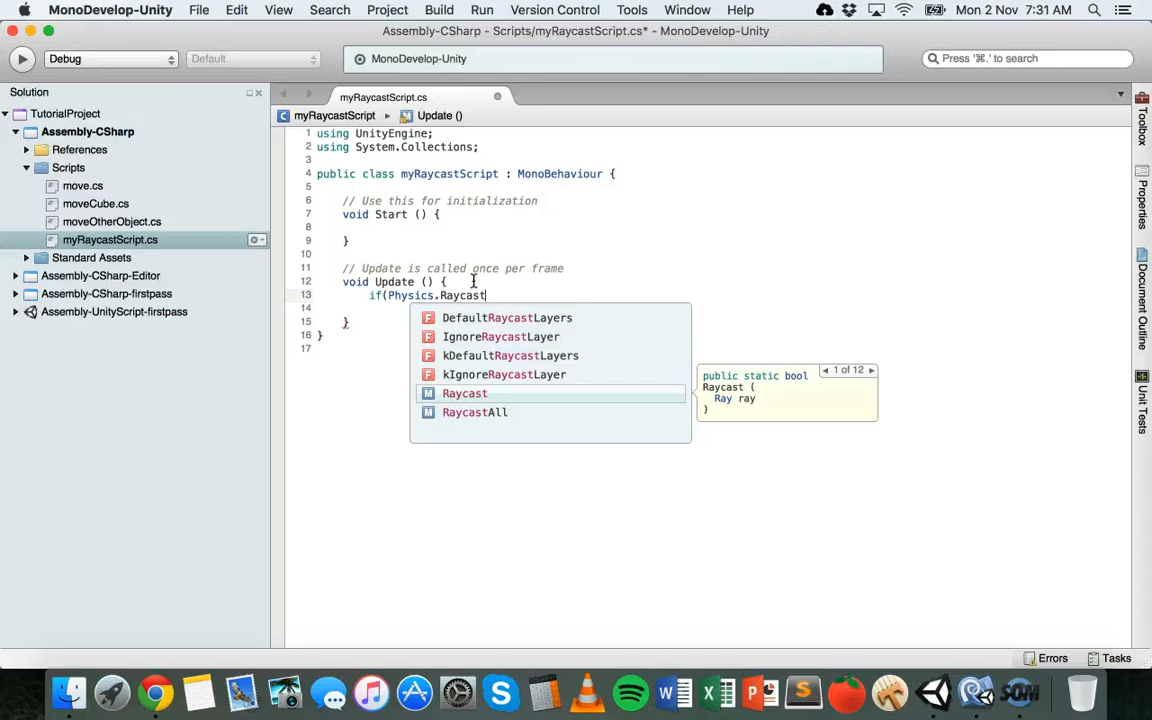 MonoDevelop-Unity File Edit View Search Project Build Run Version Control Tools Window Help Mon 2 Nov 7:31 AM
Assembly-CSharp - Scripts/myRaycastScript.cs* - MonoDevelop-Unity
Debug Default MonoDevelop-Unity Press '⌘.' to search
Solution
TutorialProject
Assembly-CSharp
References
Scripts
move.cs
moveCube.cs
moveOtherObject.cs
myRaycastScript.cs
Standard Assets
Assembly-CSharp-Editor
Assembly-CSharp-firstpass
Assembly-UnityScript-firstpass
myRaycastScript.cs
C myRaycastScript M Update ()
1 using UnityEngine;
2 using System.Collections;
3
4 public class myRaycastScript : MonoBehaviour {
5
6 // Use this for initialization
7 void Start () {
8
9 }
10
11 // Update is called once per frame
12 void Update () {
13 if(Physics.Raycast
14
15 }
16 }
17
F DefaultRaycastLayers
F IgnoreRaycastLayer
F kDefaultRaycastLayers
F kIgnoreRaycastLayer
M Raycast
M RaycastAll
1 of 12
public static bool
Raycast (
Ray ray
)
Toolbox
Properties
Document Outline
Unit Tests
Errors Tasks
W X P S SOM